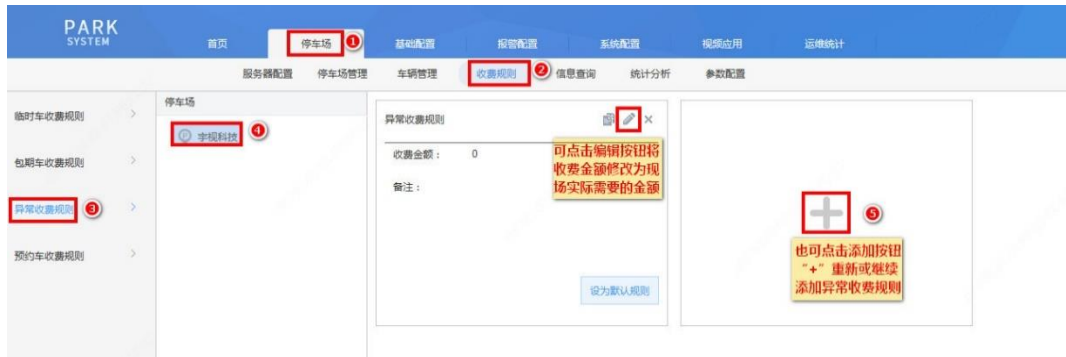 PARK
SYSTEM
首页
停车场
1
基础配置
报警配置
系统配置
视频应用
运维统计
服务器配置
停车场管理
车辆管理
收费规则
2
信息查询
统计分析
参数配置
临时车收费规则
包期车收费规则
异常收费规则
3
预约车收费规则
停车场
P
宇视科技
4
异常收费规则
收费金额：
0
备注：
可点击编辑按钮将
收费金额修改为现
场实际需要的金额
设为默认规则
5
也可点击添加按钮
“+”重新或继续
添加异常收费规则